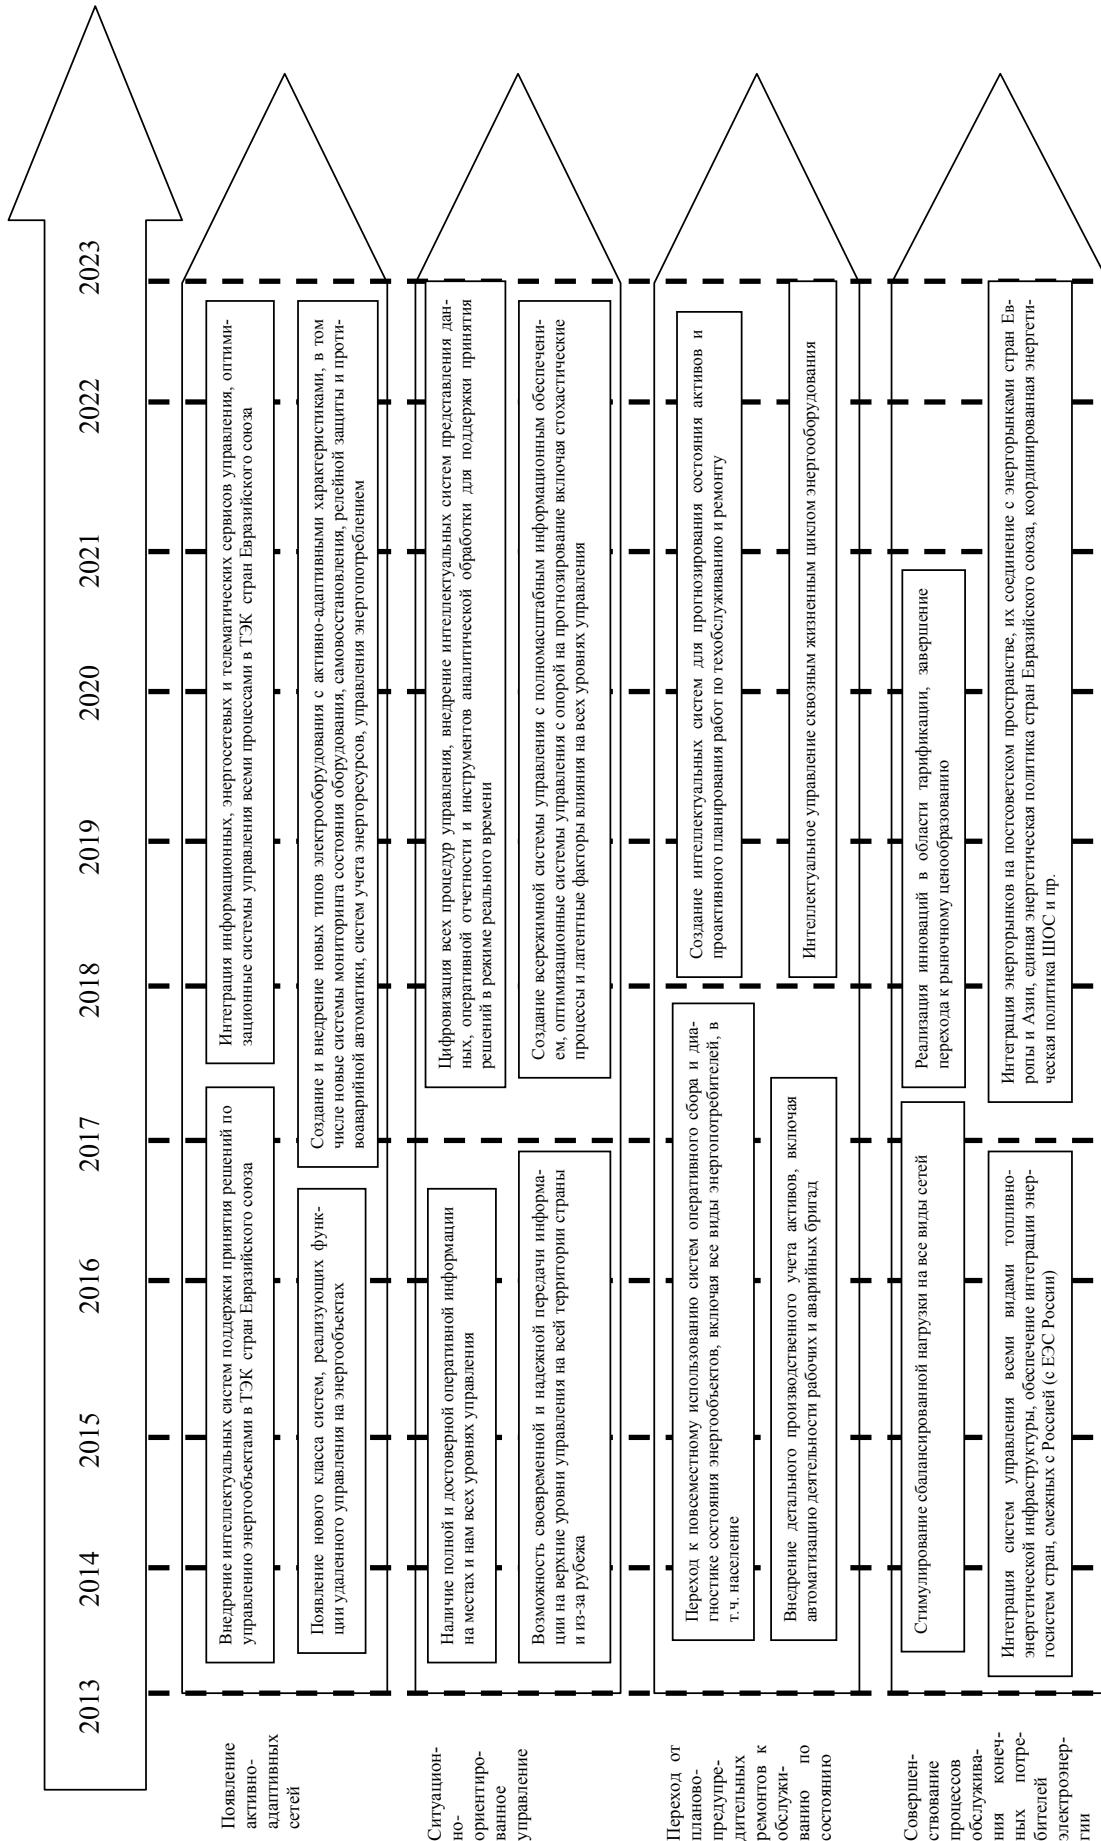 2013
2014
2015
2016
2017
2018
2019
2020
2021
2022
2023
Появление
активно-
адаптивных
сетей
Внедрение интеллектуальных систем поддержки принятия решений по
управлению энергообъектами в ТЭК стран Евразийского союза
Интеграция информационных, энергосетевых и телематических сервисов управления, оптими-
зационные системы управления всеми процессами в ТЭК стран Евразийского союза
Появление нового класса систем, реализующих функ-
ции удаленного управления на энергообъектах
Создание и внедрение новых типов электрооборудования с активно-адаптивными характеристиками, в том
числе новые системы мониторинга состояния оборудования, самовосстановления, релейной защиты и проти-
воаварийной автоматики, систем учета энергоресурсов, управления энергопотреблением
Ситуацион-
но-
ориентиро-
ванное
управление
Наличие полной и достоверной оперативной информации
на местах и нам всех уровнях управления
Цифровизация всех процедур управления, внедрение интеллектуальных систем представления дан-
ных, оперативной отчетности и инструментов аналитической обработки для поддержки принятия
решений в режиме реального времени
Возможность своевременной и надежной передачи информа-
ции на верхние уровни управления на всей территории страны
и из-за рубежа
Создание всережимной системы управления с полномасштабным информационным обеспечени-
ем, оптимизационные системы управления с опорой на прогнозирование включая стохастические
процессы и латентные факторы влияния на всех уровнях управления
Переход от
планово-
предупре-
дительных
ремонтов к
обслужи-
ванию по
состоянию
Переход к повсеместному использованию систем оперативного сбора и диа-
гностике состояния энергообъектов, включая все виды энергопотребителей, в
т.ч. население
Создание интеллектуальных систем для прогнозирования состояния активов и
проактивного планирования работ по техобслуживанию и ремонту
Внедрение детального производственного учета активов, включая
автоматизацию деятельности рабочих и аварийных бригад
Интеллектуальное управление сквозным жизненным циклом энергооборудования
Совершен-
ствование
процессов
обслужива-
ния конеч-
ных потре-
бителей
электроэнер-
гии
Стимулирование сбалансированной нагрузки на все виды сетей
Реализация инноваций в области тарификации, завершение
перехода к рыночному ценообразованию
Интеграция систем управления всеми видами топливно-
энергетической инфраструктуры, обеспечение интеграции энер-
госистем стран, смежных с Россией (с ЕЭС России)
Интеграция энергорынков на постсоветском пространстве, их соединение с энергорынками стран Ев-
ропы и Азии, единая энергетическая политика стран Евразийского союза, координированная энергети-
ческая политика ШОС и пр.